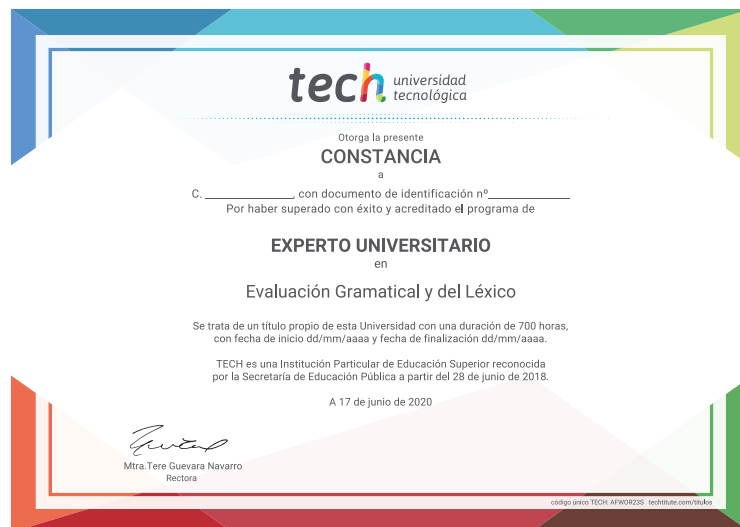 tech universidad
tecnológica
Otorga la presente
CONSTANCIA
a
C. ______________, con documento de identificación nº______________
Por haber superado con éxito y acreditado el programa de
EXPERTO UNIVERSITARIO
en
Evaluación Gramatical y del Léxico
Se trata de un título propio de esta Universidad con una duración de 700 horas,
con fecha de inicio dd/mm/aaaa y fecha de finalización dd/mm/aaaa.
TECH es una Institución Particular de Educación Superior reconocida
por la Secretaría de Educación Pública a partir del 28 de junio de 2018.
A 17 de junio de 2020
Mtra.Tere Guevara Navarro
Rectora
código único TECH: AFWOR23S techtitute.com/titulos